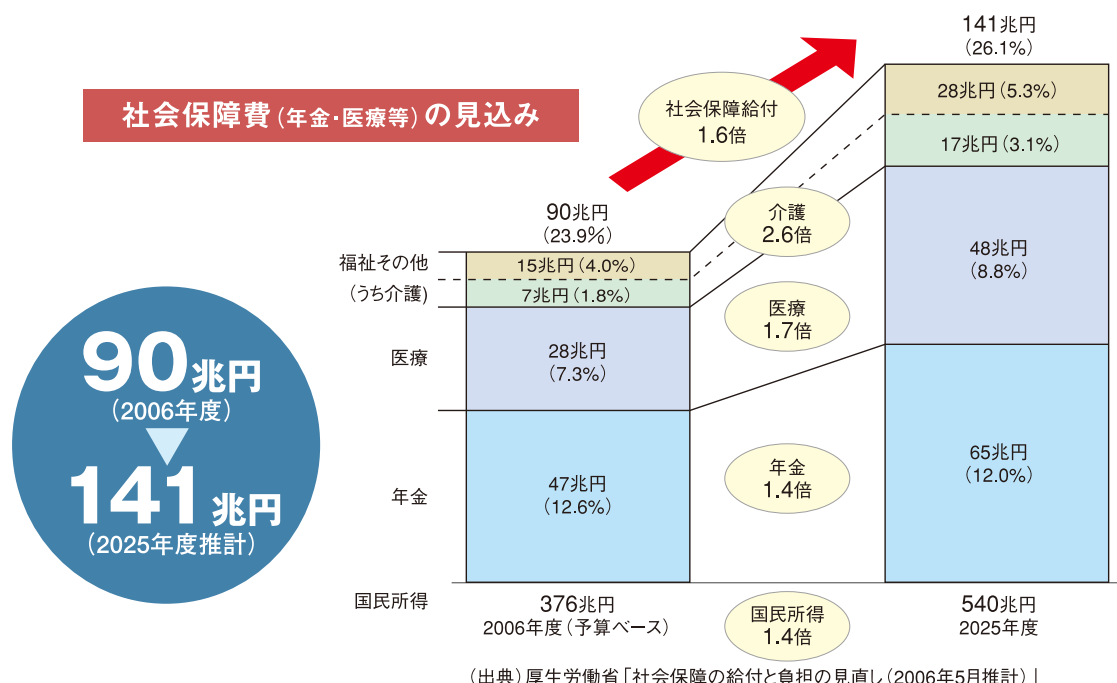 社会保障費(年金・医療等)の見込み
90兆円
(2006年度)
141兆円
(2025年度推計)
90兆円
(23.9%)
福祉その他
15兆円(4.0%)
(うち介護)
7兆円(1.8%)
医療
28兆円
(7.3%)
年金
47兆円
(12.6%)
国民所得
376兆円
2006年度(予算ベース)
社会保障給付
1.6倍
介護
2.6倍
医療
1.7倍
年金
1.4倍
国民所得
1.4倍
141兆円
(26.1%)
28兆円(5.3%)
17兆円(3.1%)
48兆円
(8.8%)
65兆円
(12.0%)
540兆円
2025年度
(出典)厚生労働省「社会保障の給付と負担の見直し(2006年5月推計)」